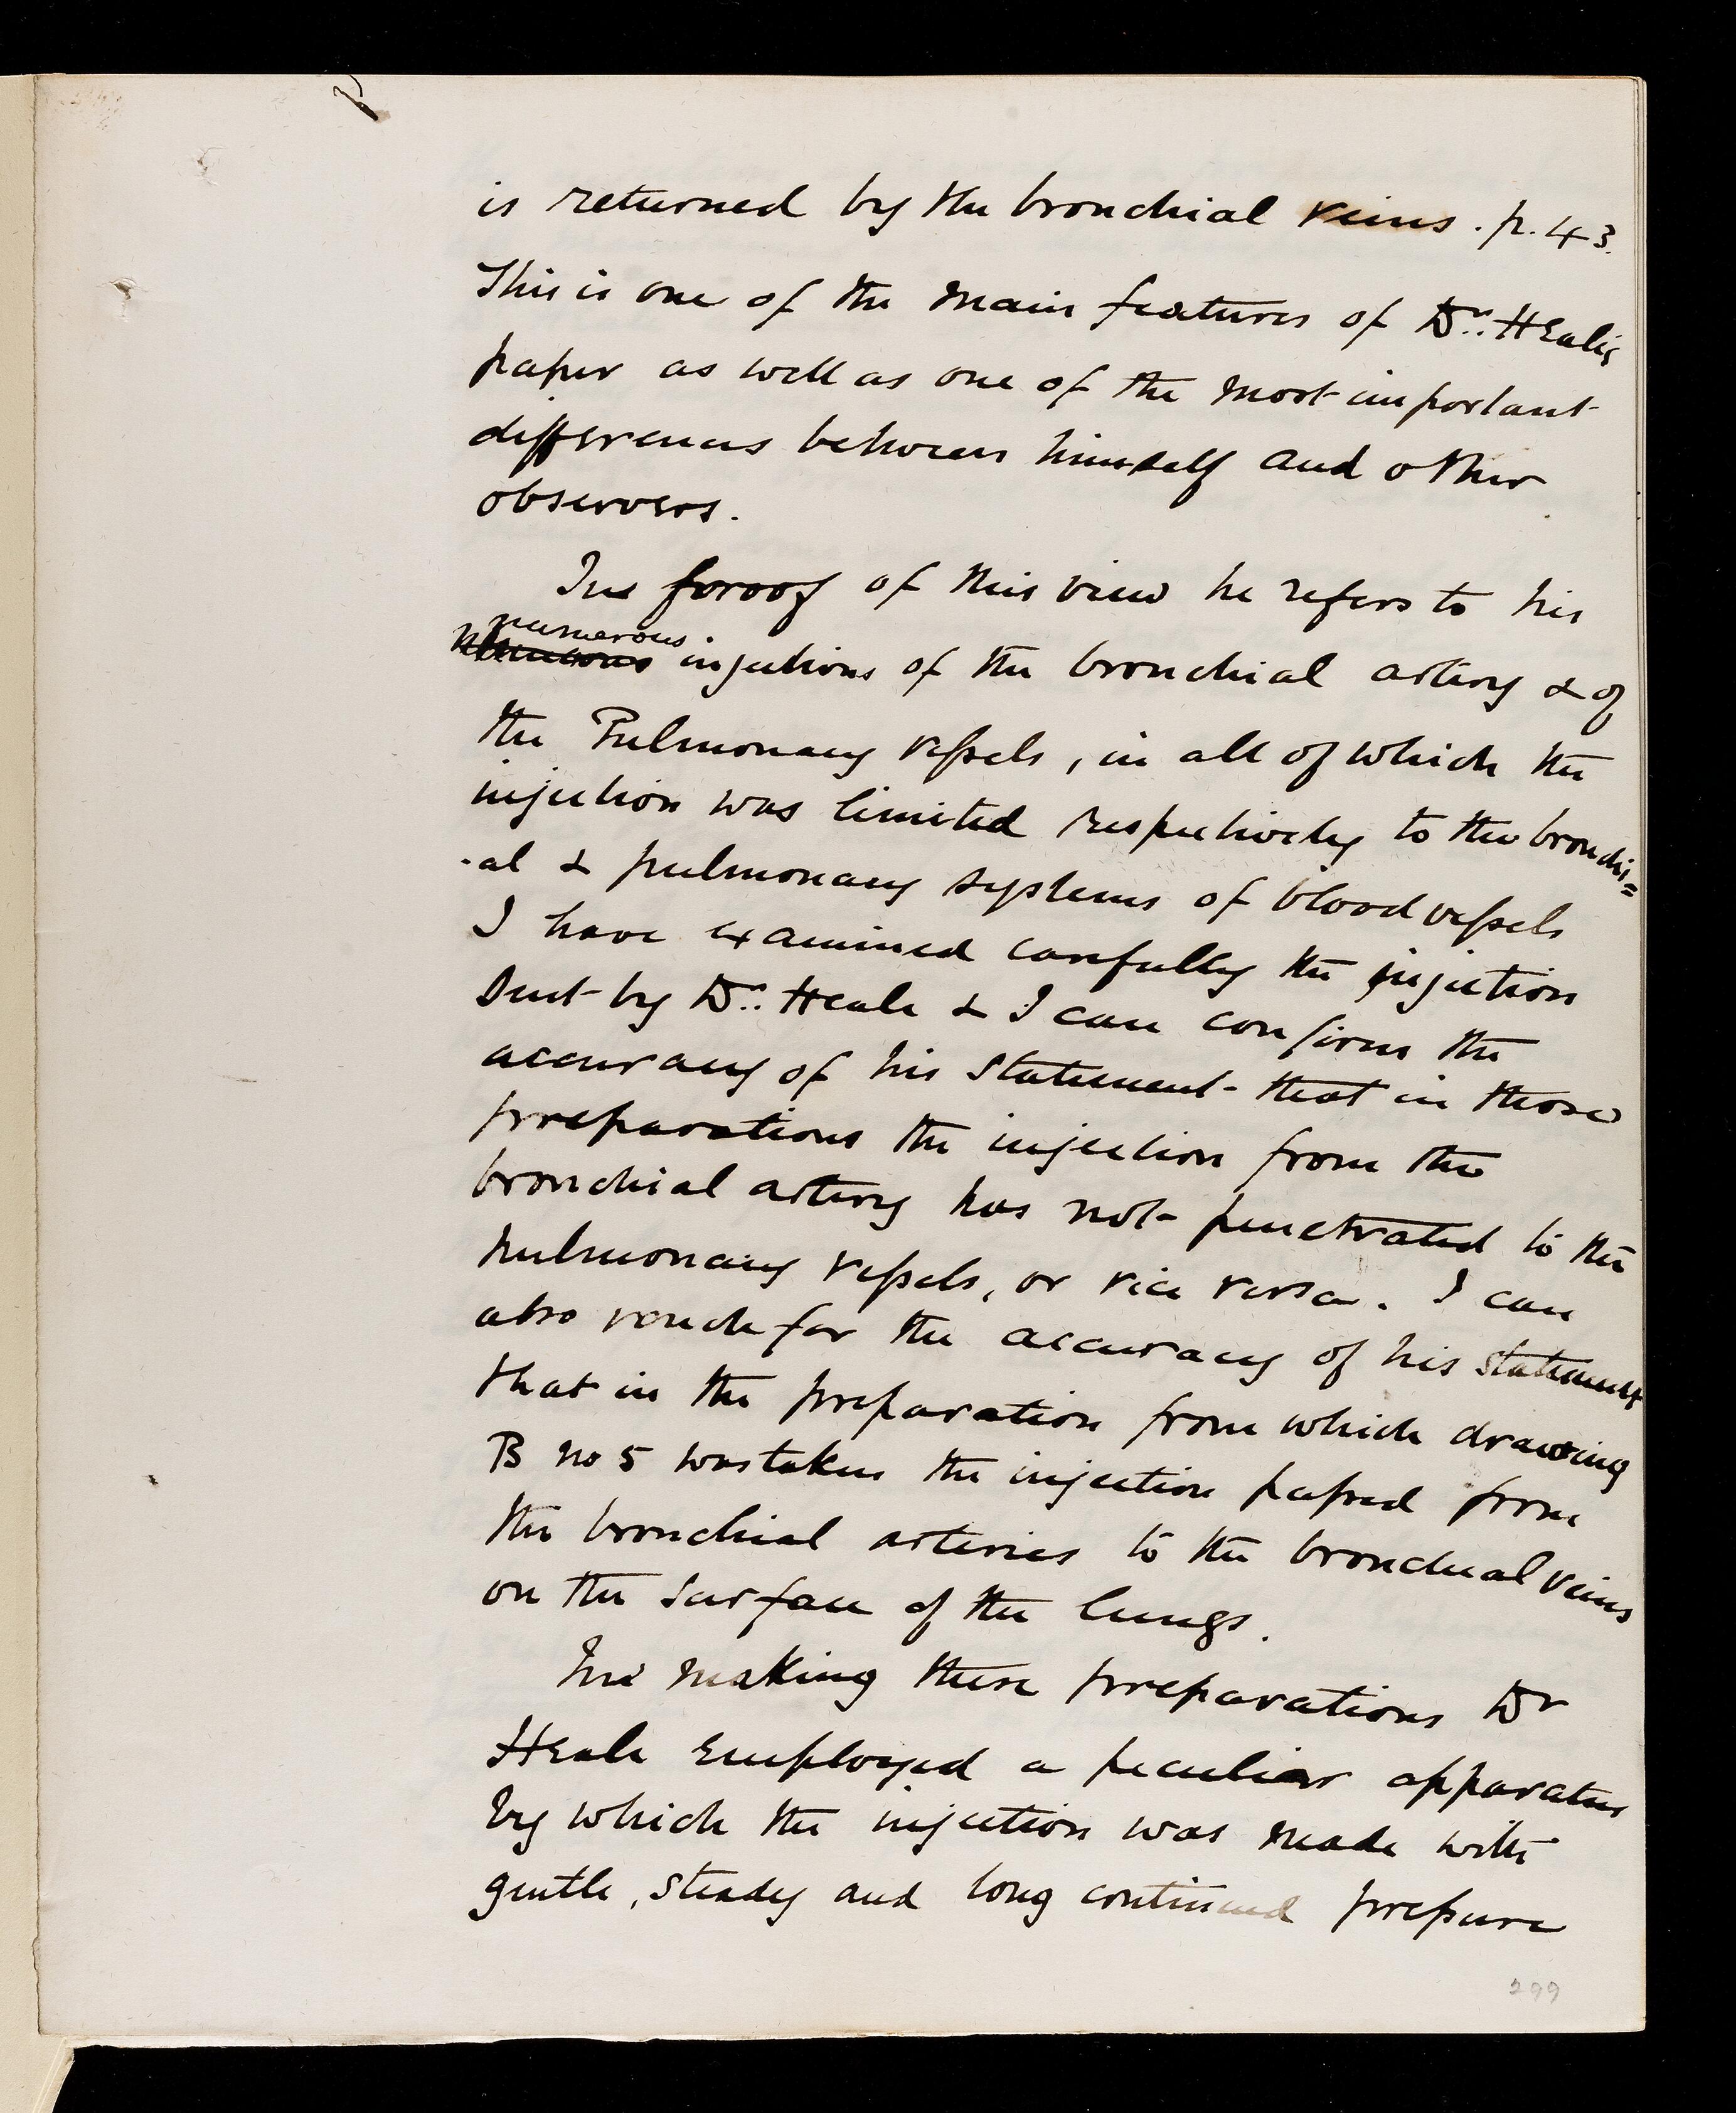 is returned by the bronchial veins. p. 43.
This is one of the main features of Dr. Heale's
paper as well as one of the most important
differences between himself and other
observers.
In proof of this view he refers to his
numerous
injections of the bronchial artery & of
the Pulmonary vessels, in all of which the
injection was limited respectively to the bronchi=
-al & pulmonary systems of blood vessels
I have examined carefully the injection
sent by Dr. Heale & I can confirm the
accuracy of his statement that in those
preparations the injection from the
bronchial artery has not penetrated to the
pulmonary vessels, or vice versa. I can
also vouch for the accuracy of his statement
that in the preparation from which drawing
B no 5 was taken the injection passed from
the bronchial arteries to the bronchial veins
on the surface of the lungs.
In making these preparations Dr
Heale employed a peculiar apparatus
by which the injection was made with
gentle, steady and long continued pressure
299